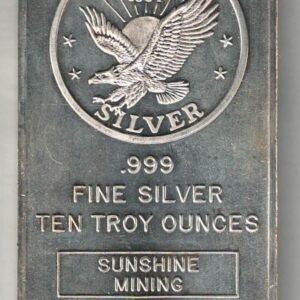 SILVER
.999
FINE SILVER
TEN TROY OUNCES
SUNSHINE
MINING